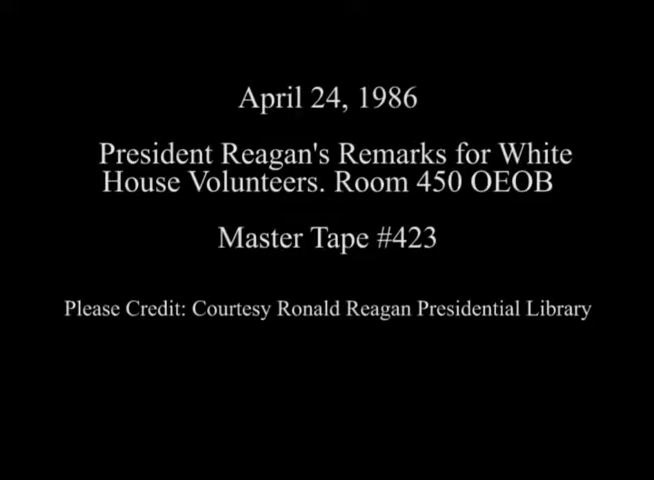 April 24, 1986
President Reagan's Remarks for White
House Volunteers. Room 450 OEOB
Master Tape #423
Please Credit: Courtesy Ronald Reagan Presidential Library